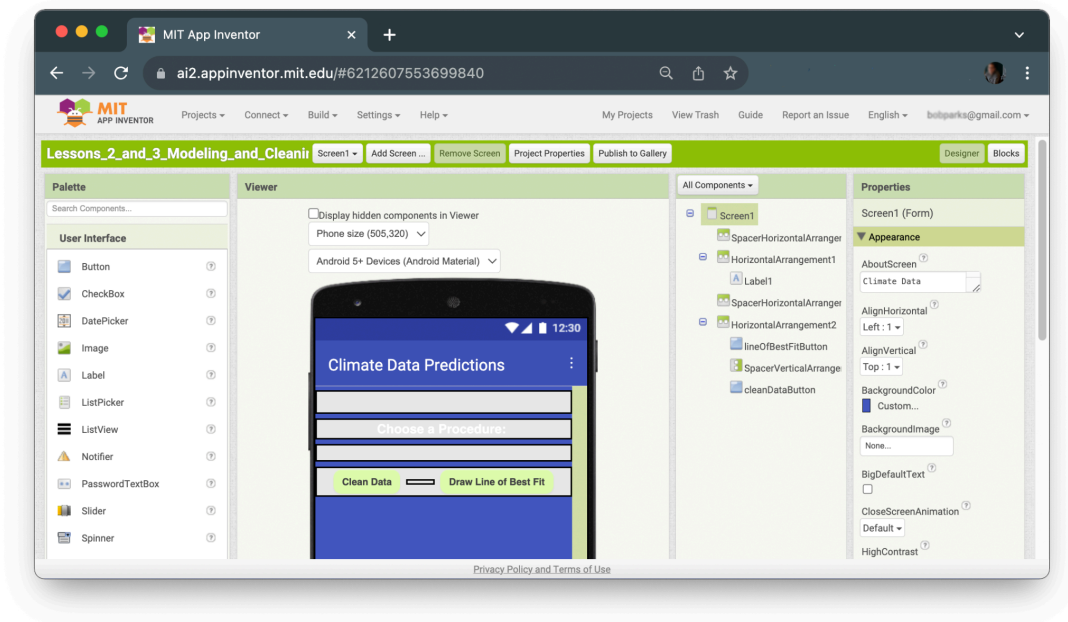 MIT App Inventor
ai2.appinventor.mit.edu/#6212607553699840
MIT
APP INVENTOR
Projects Connect Build Settings Help My Projects View Trash Guide Report an Issue English @gmail.com
Lessons_2_and_3_Modeling_and_Cleanin Screen1 Add Screen ... Remove Screen Project Properties Publish to Gallery Designer Blocks
Palette
Search Components...
User Interface
Button
CheckBox
DatePicker
Image
Label
ListPicker
ListView
Notifier
PasswordTextBox
Slider
Spinner
Viewer
Display hidden components in Viewer
Phone size (505,320)
Android 5+ Devices (Android Material)
12:30
Climate Data Predictions
Choose a Procedure:
Clean Data Draw Line of Best Fit
All Components
Screen1
SpacerHorizontalArranger
HorizontalArrangement1
A Label1
SpacerHorizontalArranger
HorizontalArrangement2
lineOfBestFitButton
SpacerVerticalArrange
cleanDataButton
Properties
Screen1 (Form)
Appearance
AboutScreen
Climate Data
AlignHorizontal
Left : 1
AlignVertical
Top : 1
BackgroundColor
Custom...
BackgroundImage
None...
BigDefaultText
CloseScreenAnimation
Default
HighContrast
Privacy Policy and Terms of Use